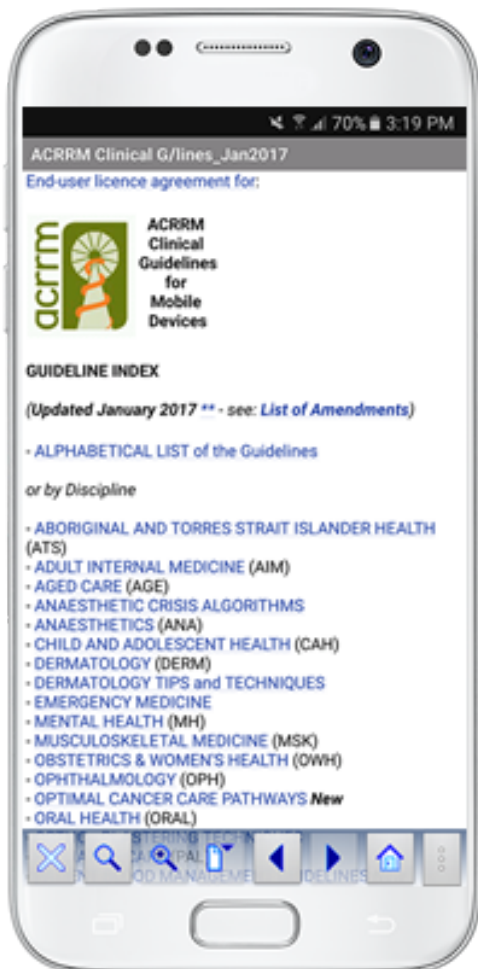 70% 3:19 PM
ACRRM Clinical G/lines_Jan2017
End-user licence agreement for:
acrrm
ACRRM
Clinical
Guidelines
for
Mobile
Devices
GUIDELINE INDEX
(Updated January 2017 ** - see: List of Amendments)
- ALPHABETICAL LIST of the Guidelines
or by Discipline
- ABORIGINAL AND TORRES STRAIT ISLANDER HEALTH
(ATS)
- ADULT INTERNAL MEDICINE (AIM)
- AGED CARE (AGE)
- ANAESTHETIC CRISIS ALGORITHMS
- ANAESTHETICS (ANA)
- CHILD AND ADOLESCENT HEALTH (CAH)
- DERMATOLOGY (DERM)
- DERMATOLOGY TIPS and TECHNIQUES
- EMERGENCY MEDICINE
- MENTAL HEALTH (MH)
- MUSCULOSKELETAL MEDICINE (MSK)
- OBSTETRICS & WOMEN'S HEALTH (OWH)
- OPHTHALMOLOGY (OPH)
- OPTIMAL CANCER CARE PATHWAYS New
- ORAL HEALTH (ORAL)